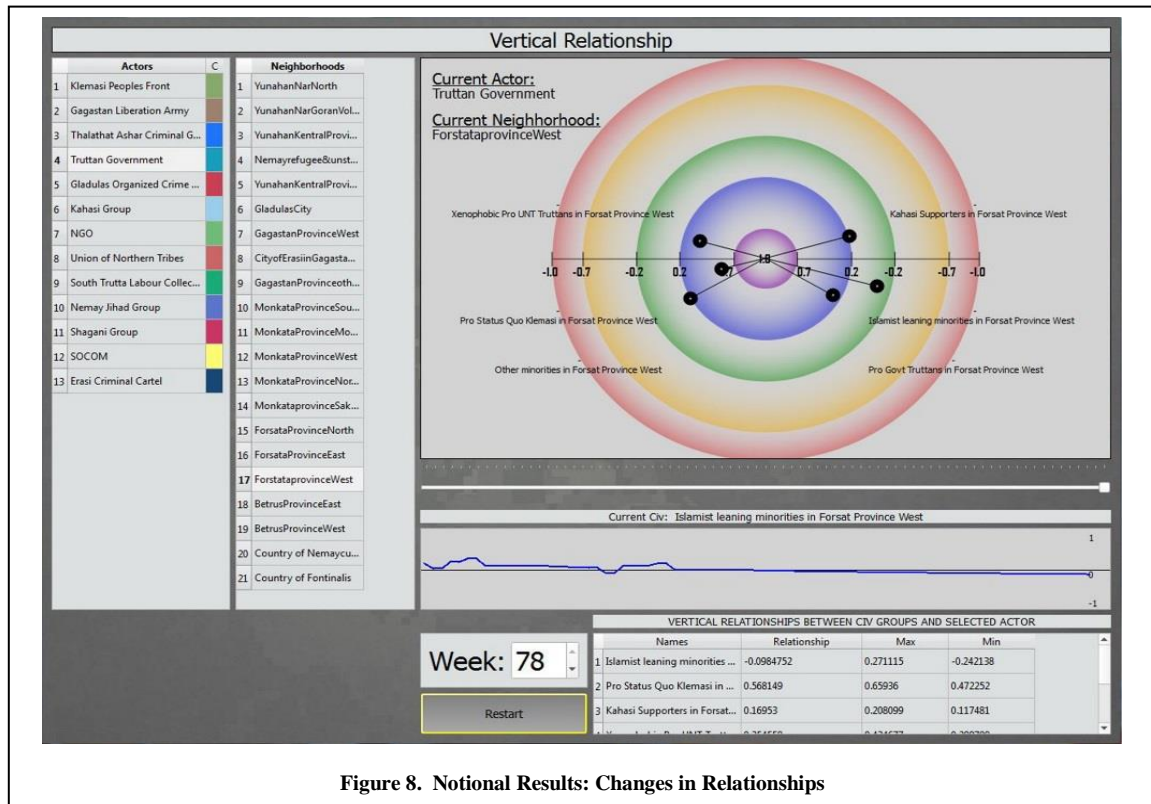 Vertical Relationship
Actors C
1 Klemasi Peoples Front
2 Gagastan Liberation Army
3 Thalathat Ashar Criminal G...
4 Truttan Government
5 Gladulas Organized Crime ...
6 Kahasi Group
7 NGO
8 Union of Northern Tribes
9 South Trutta Labour Collec...
10 Nemay Jihad Group
11 Shagani Group
12 SOCOM
13 Erasi Criminal Cartel
Neighborhoods
1 YunahanNarNorth
2 YunahanNarGoranVol...
3 YunahanKentralProvi...
4 Nemayrefugee&unst...
5 YunahanKentralProvi...
6 GladulasCity
7 GagastanProvinceWest
8 CityofErasiinGagasta...
9 GagastanProvinceoth...
10 MonkataProvinceSou...
11 MonkataProvinceMo...
12 MonkataProvinceWest
13 MonkataProvinceNor...
14 MonkataprovinceSak...
15 ForsataProvinceNorth
16 ForsataProvinceEast
17 ForstataprovinceWest
18 BetrusProvinceEast
19 BetrusProvinceWest
20 Country of Nemaycu...
21 Country of Fontinalis
Current Actor:
Truttan Government
Current Neighhorhood:
ForstataprovinceWest
Xenophobic Pro UNT Truttans in Forsat Province West
Kahasi Supporters in Forsat Province West
-1.0 -0.7 -0.2 0.2 0.7 0.7 0.2 -0.2 -0.7 -1.0
Pro Status Quo Klemasi in Forsat Province West
Islamist leaning minorities in Forsat Province West
Other minorities in Forsat Province West
Pro Govt Truttans in Forsat Province West
Current Civ: Islamist leaning minorities in Forsat Province West
1
0
-1
VERTICAL RELATIONSHIPS BETWEEN CIV GROUPS AND SELECTED ACTOR
Names Relationship Max Min
1 Islamist leaning minorities ... -0.0984752 0.271115 -0.242138
2 Pro Status Quo Klemasi in ... 0.568149 0.65936 0.472252
3 Kahasi Supporters in Forsat... 0.16953 0.208099 0.117481
Week: 78
Restart
Figure 8. Notional Results: Changes in Relationships